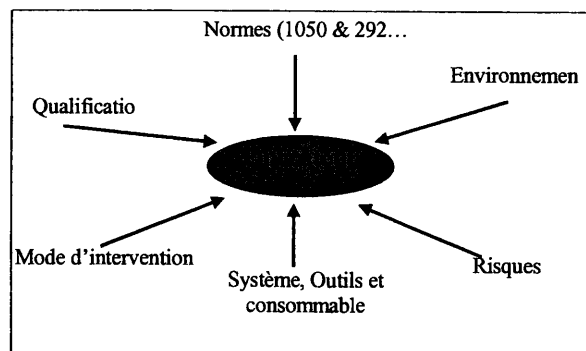 Normes (1050 & 292…
Environnemen
Qualificatio
Mode d'intervention
Système, Outils et
consommable
Risques